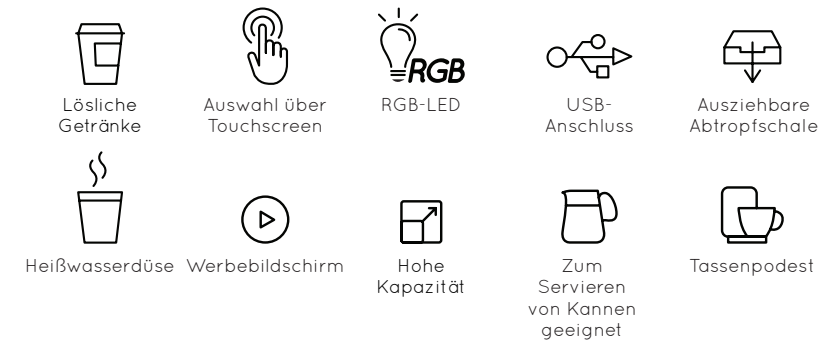 RGB
Lösliche
Getränke
Auswahl über
Touchscreen
RGB-LED
USB-
Anschluss
Ausziehbare
Abtropfschale
Heißwasserdüse
Werbebildschirm
Hohe
Kapazität
Zum
Servieren
von Kannen
geeignet
Tassenpodest